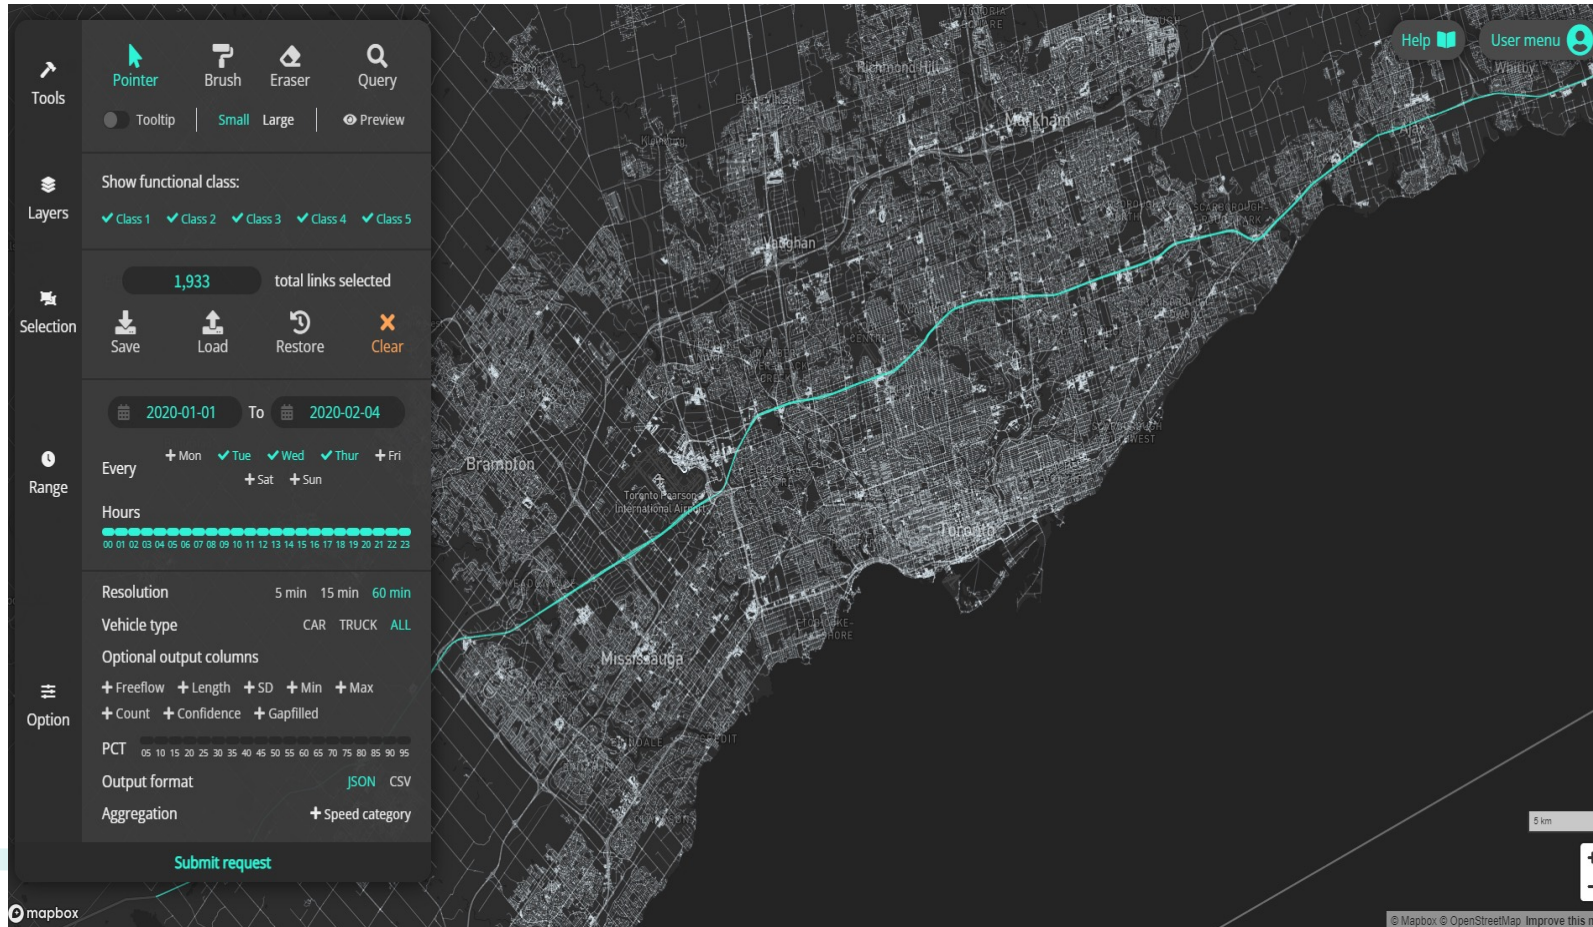 Tools
Pointer
Brush
Eraser
Query
Tooltip
Small Large
Preview
Layers
Show functional class:
Class 1 Class 2 Class 3 Class 4 Class 5
Selection
1,933 total links selected
Save
Load
Restore
Clear
Range
2020-01-01 To 2020-02-04
Every
Mon Tue Wed Thur Fri
Sat Sun
Hours
00 01 02 03 04 05 06 07 08 09 10 11 12 13 14 15 16 17 18 19 20 21 22 23
Option
Resolution 5 min 15 min 60 min
Vehicle type CAR TRUCK ALL
Optional output columns
Freeflow Length SD Min Max
Count Confidence Gapfilled
PCT 05 10 15 20 25 30 35 40 45 50 55 60 65 70 75 80 85 90 95
Output format JSON CSV
Aggregation Speed category
Submit request
mapbox
Help
User menu
Richmond Hill
Whitby
Markham
Ajax
Vaghan
Brampton
Toronto Pearson
International Airport
Toronto
Mississauga
5 km
© Mapbox © OpenStreetMap Improve this